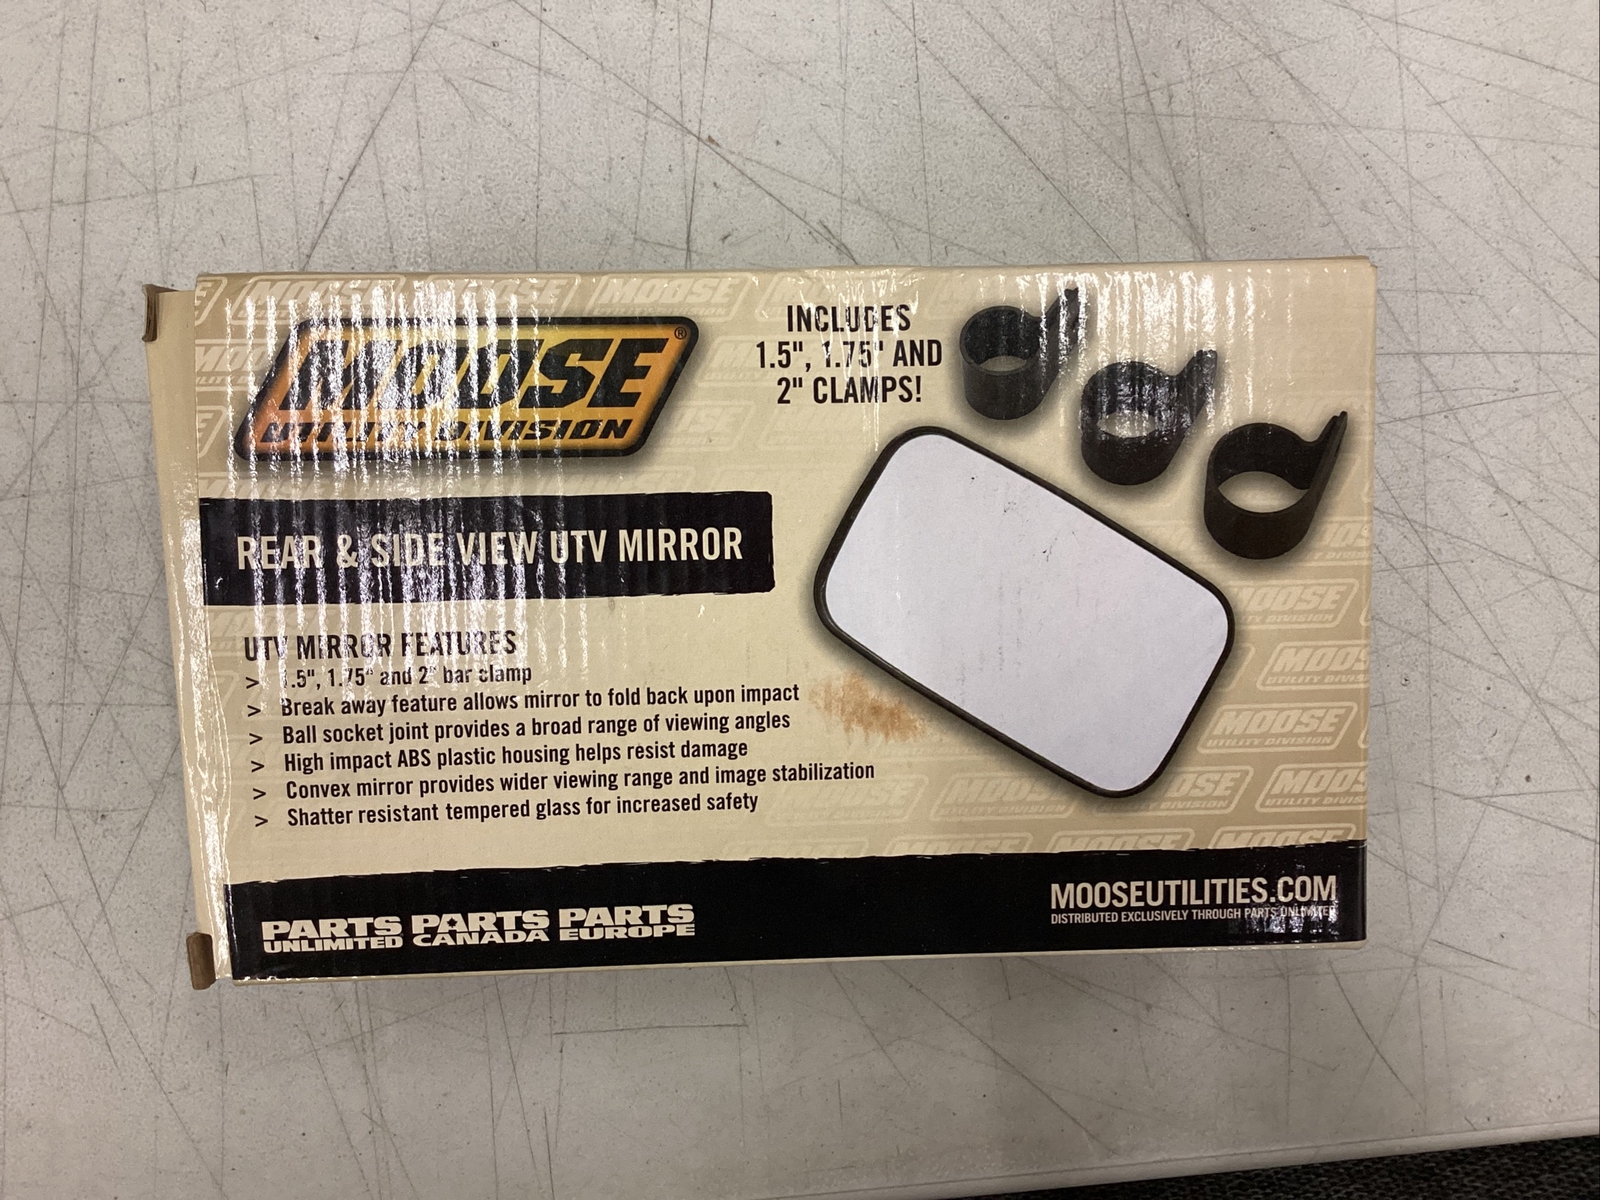 MOOSE®
UTILITY DIVISION
INCLUDES
1.5", 1.75" AND
2" CLAMPS!
REAR & SIDE VIEW UTV MIRROR
UTV MIRROR FEATURES
> 1.5", 1.75" and 2" bar clamp
> Break away feature allows mirror to fold back upon impact
> Ball socket joint provides a broad range of viewing angles
> High impact ABS plastic housing helps resist damage
> Convex mirror provides wider viewing range and image stabilization
> Shatter resistant tempered glass for increased safety
PARTS UNLIMITED PARTS CANADA PARTS EUROPE
MOOSEUTILITIES.COM
DISTRIBUTED EXCLUSIVELY THROUGH PARTS UNLIMITED